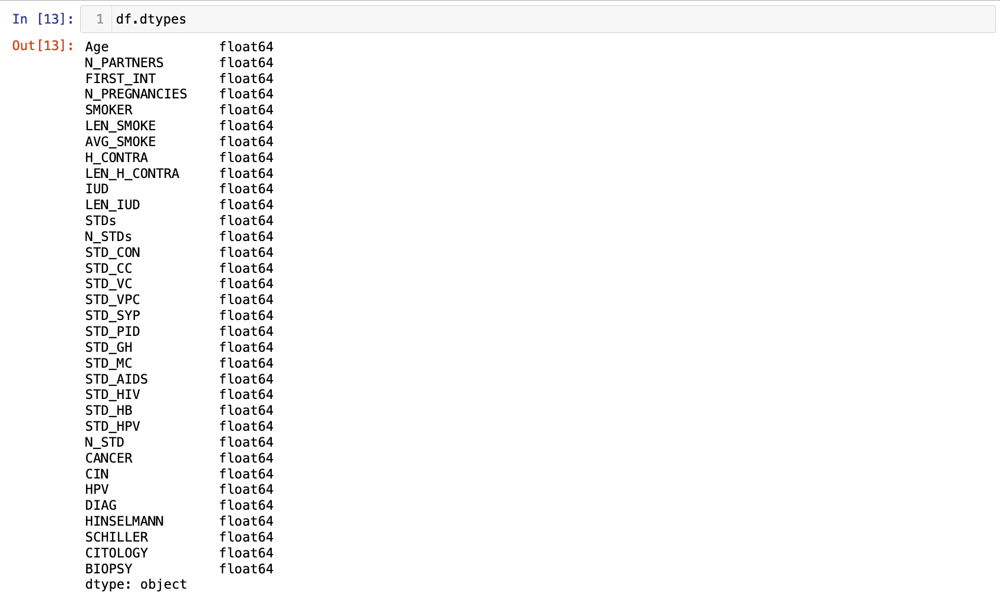 In [13]: 1 df.dtypes
Out[13]: Age float64
N_PARTNERS float64
FIRST_INT float64
N_PREGNANCIES float64
SMOKER float64
LEN_SMOKE float64
AVG_SMOKE float64
H_CONTRA float64
LEN_H_CONTRA float64
IUD float64
LEN_IUD float64
STDs float64
N_STDs float64
STD_CON float64
STD_CC float64
STD_VC float64
STD_VPC float64
STD_SYP float64
STD_PID float64
STD_GH float64
STD_MC float64
STD_AIDS float64
STD_HIV float64
STD_HB float64
STD_HPV float64
N_STD float64
CANCER float64
CIN float64
HPV float64
DIAG float64
HINSELMANN float64
SCHILLER float64
CITOLOGY float64
BIOPSY float64
dtype: object